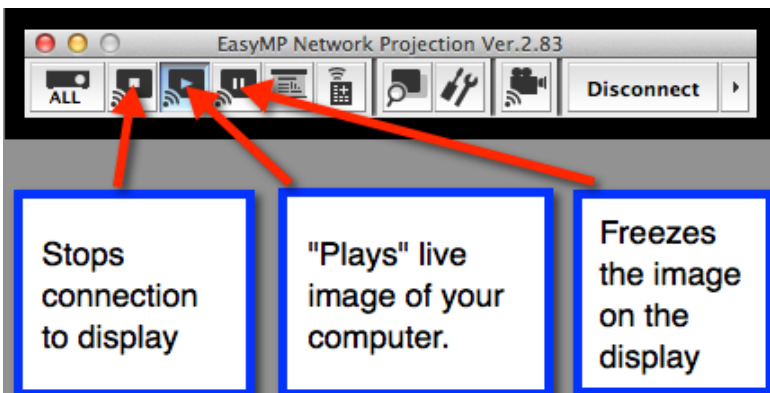 EasyMP Network Projection Ver.2.83
ALL
Disconnect
Stops
connection
to display
"Plays" live
image of your
computer.
Freezes
the image
on the
display